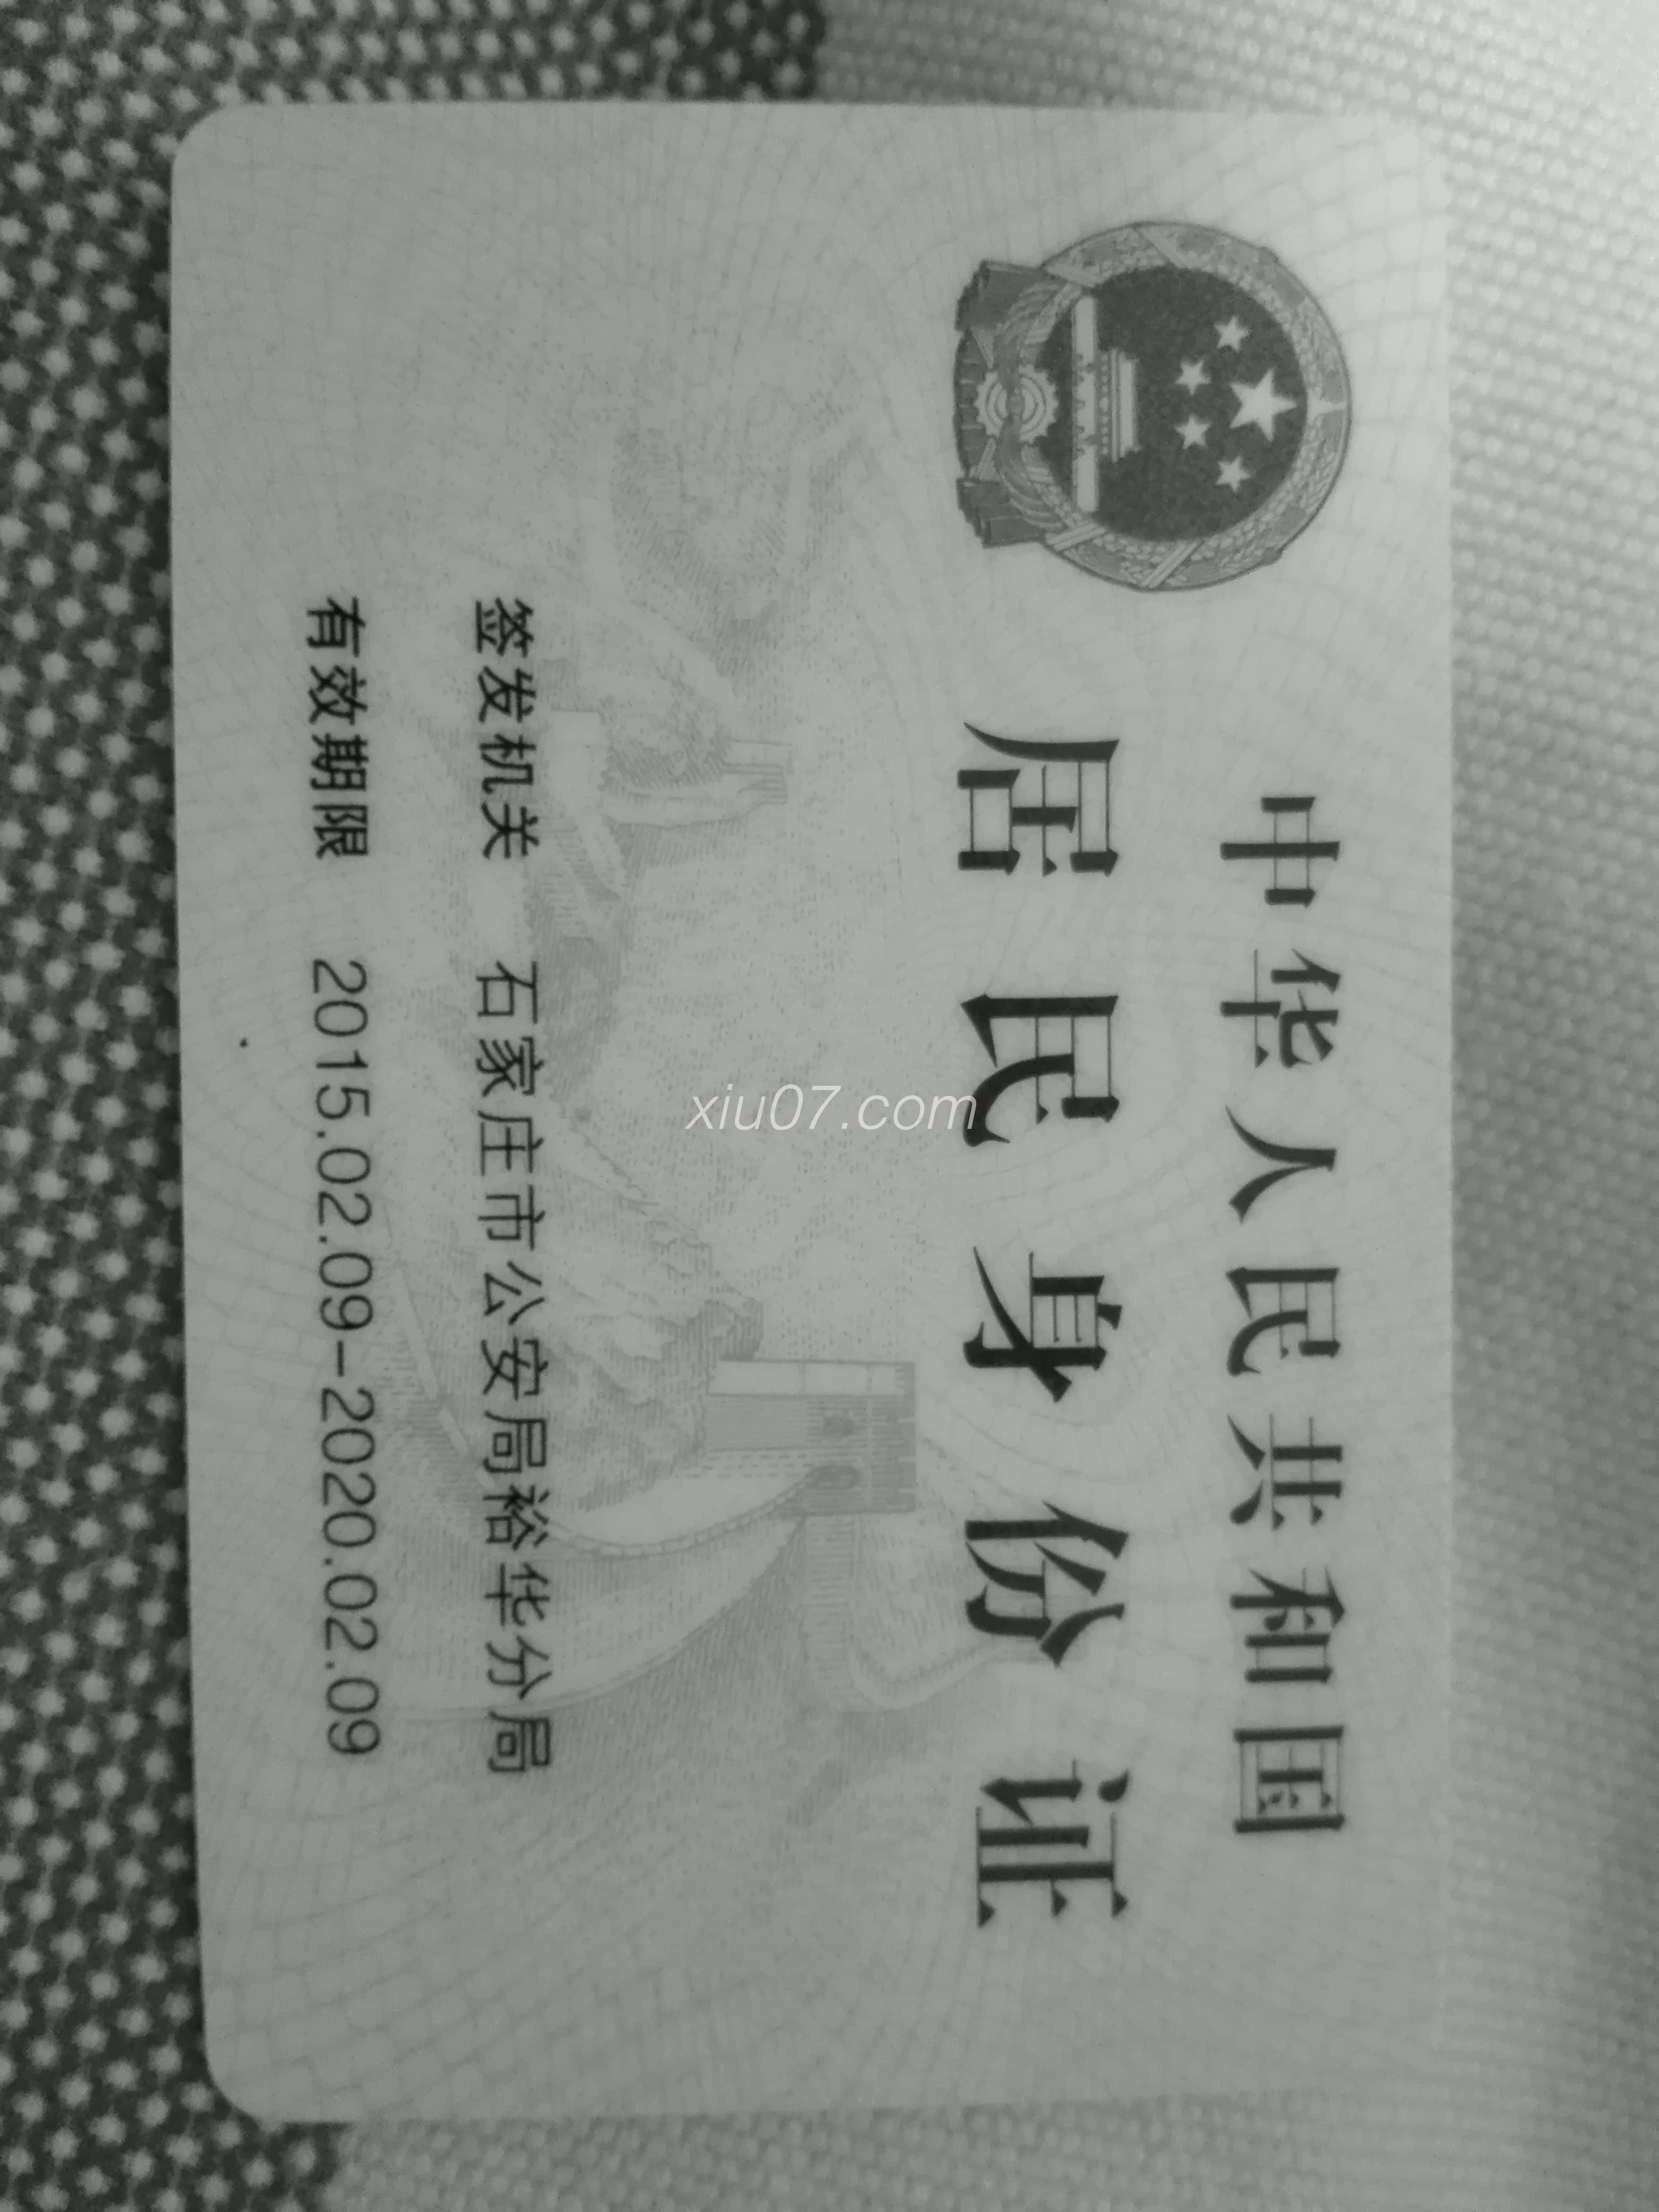 中华人民共和国
居民身份证
签发机关 石家庄市公安局裕华分局
有效期限 2015.02.09-2020.02.09
xiu07.com